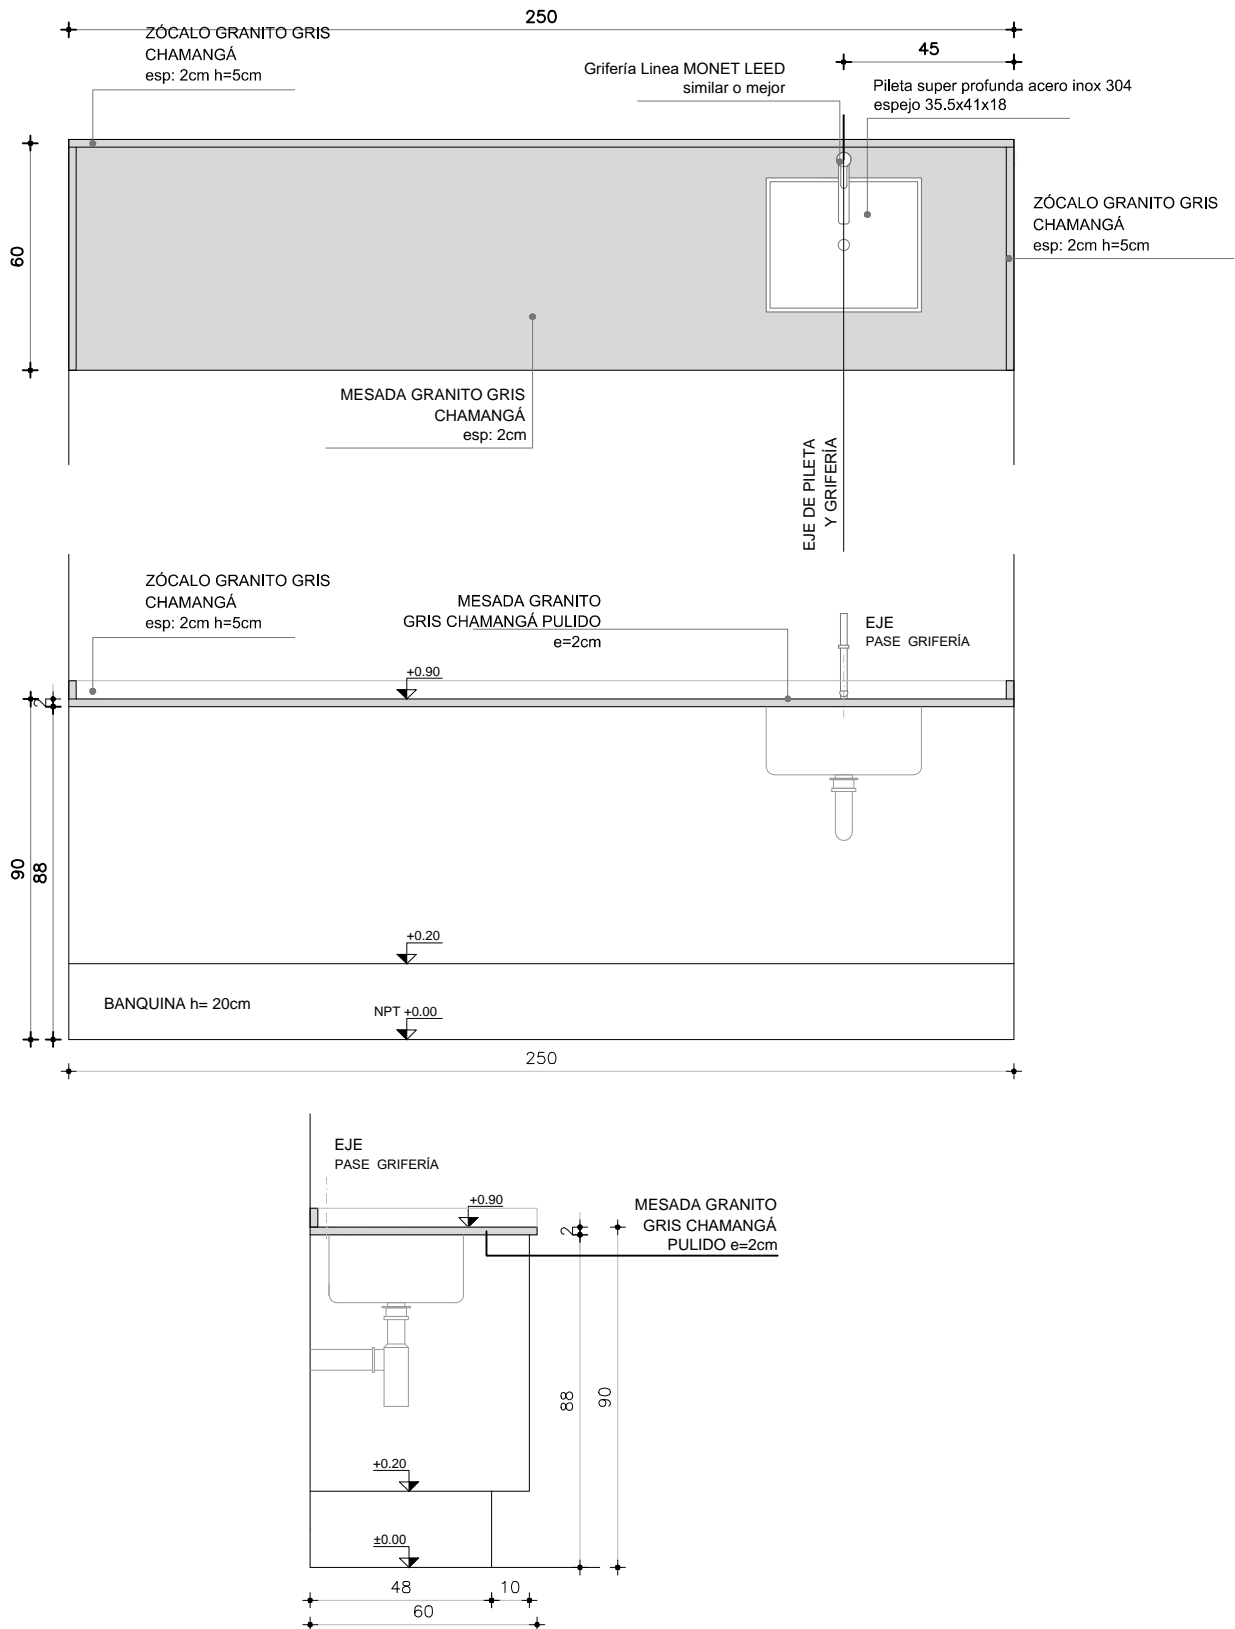 250
ZÓCALO GRANITO GRIS
CHAMANGÁ
esp: 2cm h=5cm
45
Grifería Linea MONET LEED
similar o mejor
Pileta super profunda acero inox 304
espejo 35.5x41x18
60
ZÓCALO GRANITO GRIS
CHAMANGÁ
esp: 2cm h=5cm
MESADA GRANITO GRIS
CHAMANGÁ
esp: 2cm
EJE DE PILETA
Y GRIFERÍA
ZÓCALO GRANITO GRIS
CHAMANGÁ
esp: 2cm h=5cm
MESADA GRANITO
GRIS CHAMANGÁ PULIDO
e=2cm
EJE
PASE GRIFERÍA
+0.90
2
90
88
+0.20
BANQUINA h= 20cm
NPT +0.00
250
EJE
PASE GRIFERÍA
+0.90
MESADA GRANITO
GRIS CHAMANGÁ
PULIDO e=2cm
2
88
90
+0.20
±0.00
48
10
60